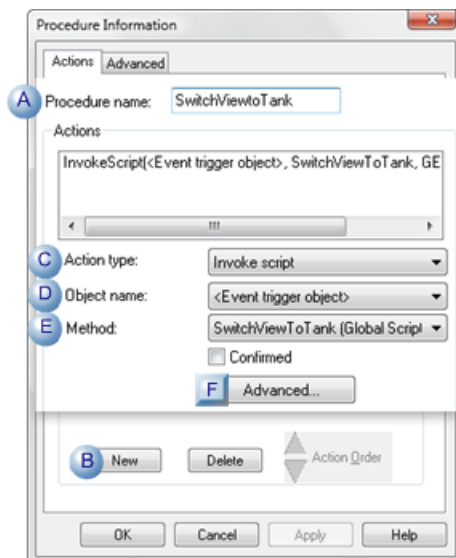 Procedure Information
Actions Advanced
A Procedure name: SwitchViewtoTank
Actions
InvokeScript(<Event trigger object>, SwitchViewToTank, GE
C Action type: Invoke script
D Object name: <Event trigger object>
E Method: SwitchViewToTank (Global Script
Confirmed
F Advanced...
B New Delete Action Order
OK Cancel Apply Help